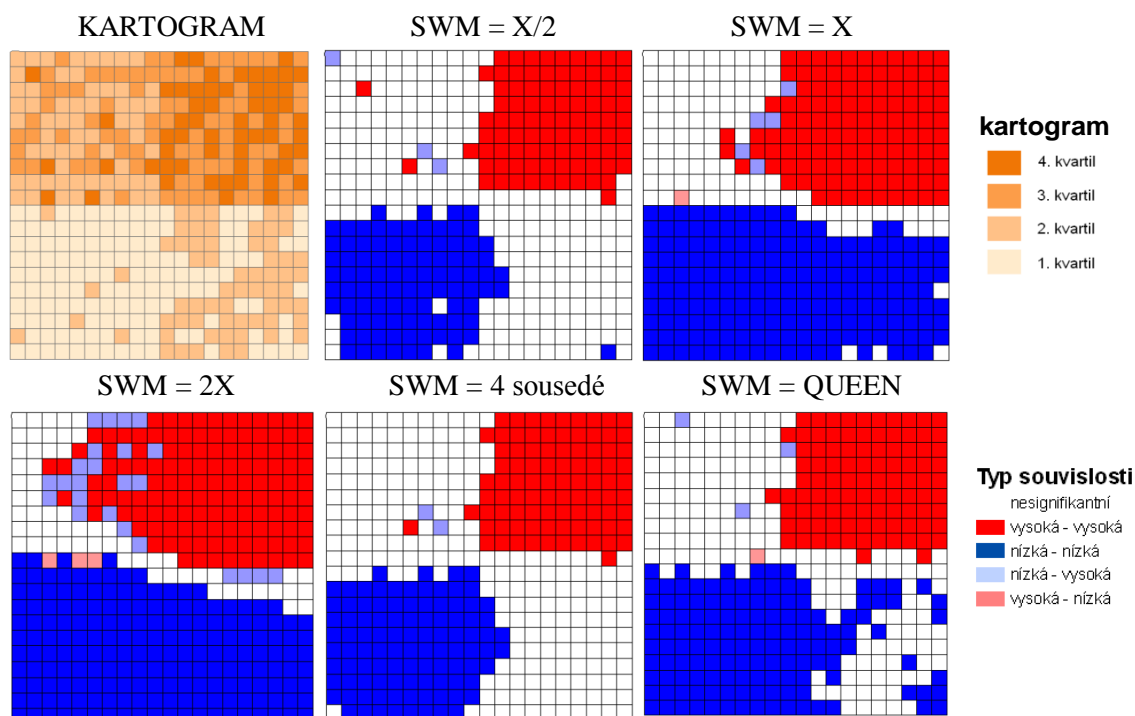 KARTOGRAM
SWM = X/2
SWM = X
kartogram
4. kvartil
3. kvartil
2. kvartil
1. kvartil
SWM = 2X
SWM = 4 sousedé
SWM = QUEEN
Typ souvislosti
nesignifikantní
vysoká - vysoká
nízká - nízká
nízká - vysoká
vysoká - nízká